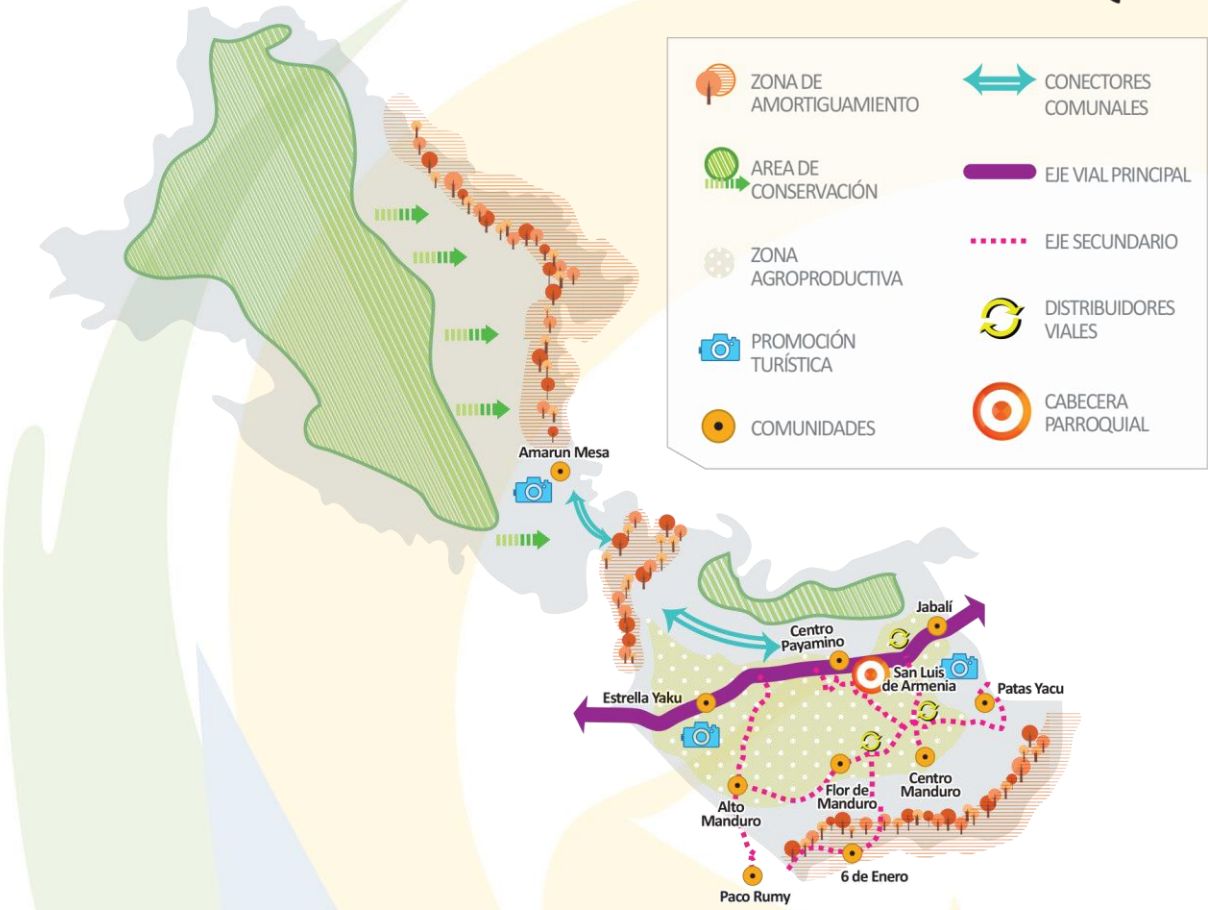 ZONA DE
AMORTIGUAMIENTO
AREA DE
CONSERVACIÓN
ZONA
AGROPRODUCTIVA
PROMOCIÓN
TURÍSTICA
COMUNIDADES
CONECTORES
COMUNALES
EJE VIAL PRINCIPAL
EJE SECUNDARIO
DISTRIBUIDORES
VIALES
CABECERA
PARROQUIAL
Amarun Mesa
Jabalí
Centro
Payamino
San Luis
de Armenia
Patas Yacu
Estrella Yaku
Alto
Manduro
Flor de
Manduro
Centro
Manduro
6 de Enero
Paco Rumy